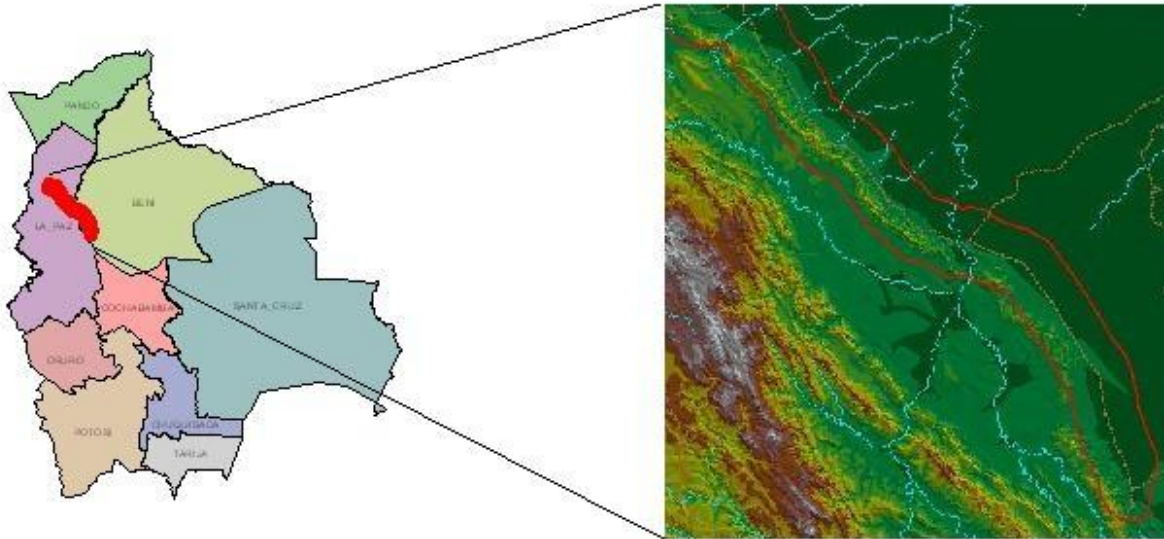 PANDO
BENI
LA_PAZ
COCHABAMBA
SANTA_CRUZ
ORURO
POTOSI
CHUQUISACA
TARIJA